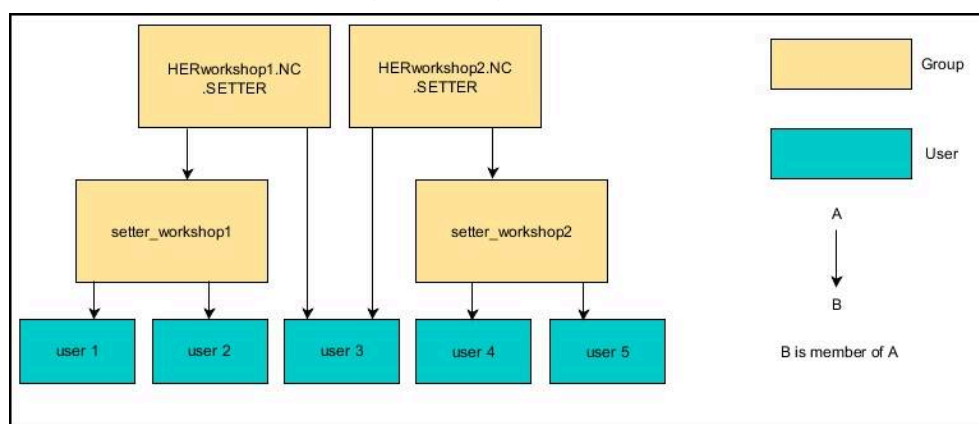 HERworkshop1.NC
.SETTER
HERworkshop2.NC
.SETTER
Group
User
setter_workshop1
setter_workshop2
A
B
user 1
user 2
user 3
user 4
user 5
B is member of A